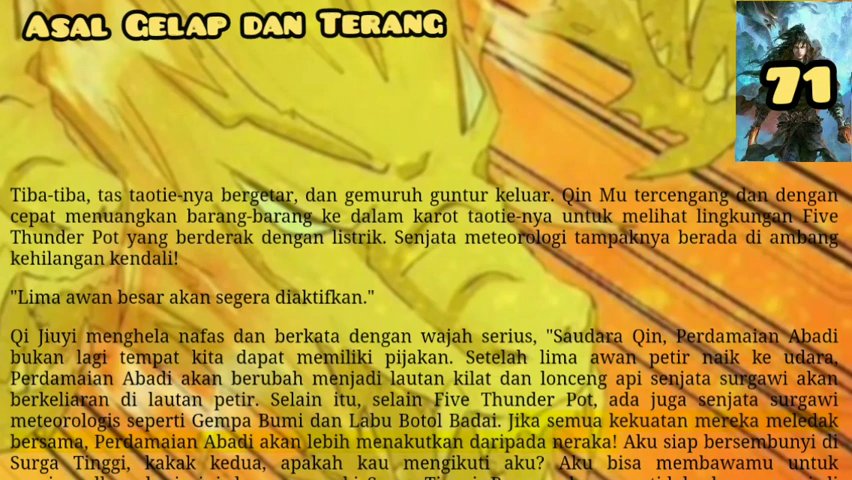 Asal Gelap dan Terang
71
Tiba-tiba, tas taotie-nya bergetar, dan gemuruh guntur keluar. Qin Mu tercengang dan dengan
cepat menuangkan barang-barang ke dalam karot taotie-nya untuk melihat lingkungan Five
Thunder Pot yang berderak dengan listrik. Senjata meteorologi tampaknya berada di ambang
kehilangan kendali!
"Lima awan besar akan segera diaktifkan."
Qi Jiuyi menghela nafas dan berkata dengan wajah serius, "Saudara Qin, Perdamaian Abadi
bukan lagi tempat kita dapat memiliki pijakan. Setelah lima awan petir naik ke udara,
Perdamaian Abadi akan berubah menjadi lautan kilat dan lonceng api senjata surgawi akan
berkeliaran di lautan petir. Selain itu, selain Five Thunder Pot, ada juga senjata surgawi
meteorologis seperti Gempa Bumi dan Labu Botol Badai. Jika semua kekuatan mereka meledak
bersama, Perdamaian Abadi akan lebih menakutkan daripada neraka! Aku siap bersembunyi di
Surga Tinggi, kakak kedua, apakah kau mengikuti aku? Aku bisa membawamu untuk